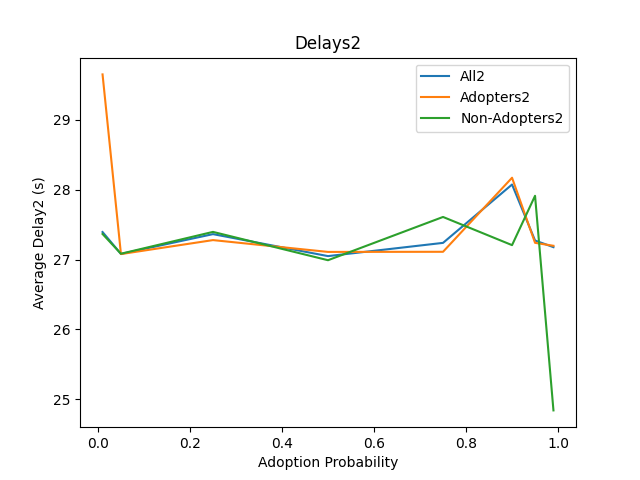 Delays2
All2
Adopters2
Non-Adopters2
29
28
27
26
25
Average Delay2 (s)
0.0 0.2 0.4 0.6 0.8 1.0
Adoption Probability